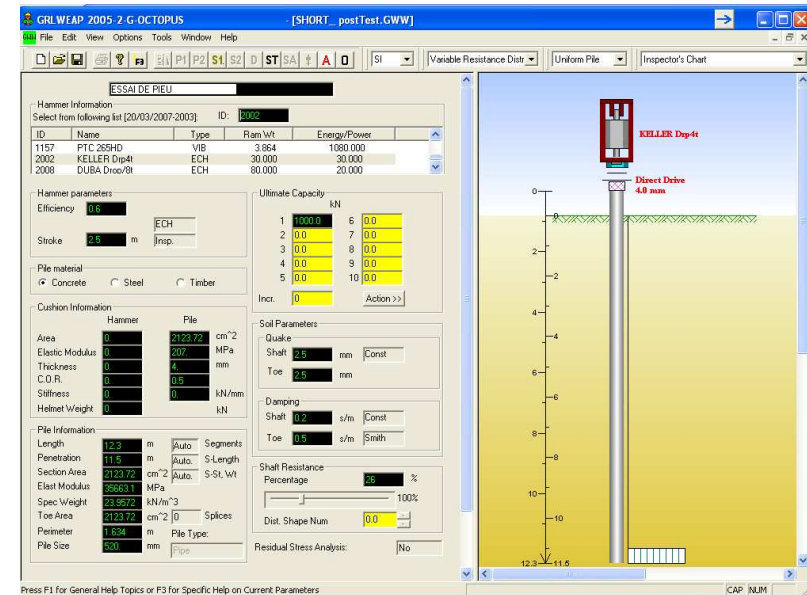 GRLWEAP 2005-2-G-OCTOPUS - [SHORT_ postTest.GWW]
File Edit View Options Tools Window Help
P1 P2 S1 S2 D ST SA A O SI Variable Resistance Distr Uniform Pile Inspector's Chart
ESSAI DE PIEU
Hammer Information
Select from following list [20/03/2007-2003]: ID: 2002
ID Name Type Ram Wt Energy/Power
1157 PTC 265HD VIB 3.864 1080.000
2002 KELLER Drp4t ECH 30.000 30.000
2008 DUBA Drop/8t ECH 80.000 20.000
Hammer parameters
Efficiency 0.6
ECH
Stroke 2.5 m Insp.
Pile material
Concrete Steel Timber
Cushion Information
Hammer Pile
Area 0. 2123.72 cm^2
Elastic Modulus 0. 207. MPa
Thickness 0. 4. mm
C.O.R. 0. 0.5
Stiffness 0. 0. kN/mm
Helmet Weight 0. kN
Pile Information
Length 12.3 m Auto Segments
Penetration 11.5 m Auto. S-Length
Section Area 2123.72 cm^2 Auto. S-St, Wt
Elast Modulus 35663.1 MPa
Spec Weight 23.9572 kN/m^3
Toe Area 2123.72 cm^2 0 Splices
Perimeter 1.634 m Pile Type:
Pile Size 520. mm Pipe
Ultimate Capacity
kN
1 1000.0 6 0.0
2 0.0 7 0.0
3 0.0 8 0.0
4 0.0 9 0.0
5 0.0 10 0.0
Incr. 0 Action >>
Soil Parameters
Quake
Shaft 2.5 mm Const
Toe 2.5 mm
Damping
Shaft 0.2 s/m Const
Toe 0.5 s/m Smith
Shaft Resistance
Percentage 26 %
100%
Dist. Shape Num 0.0
Residual Stress Analysis: No
KELLER Drp4t
Direct Drive
4.0 mm
0
0
2
2
4
4
6
6
8
8
10
10
12.3 11.5
Press F1 for General Help Topics or F3 for Specific Help on Current Parameters CAP NUM